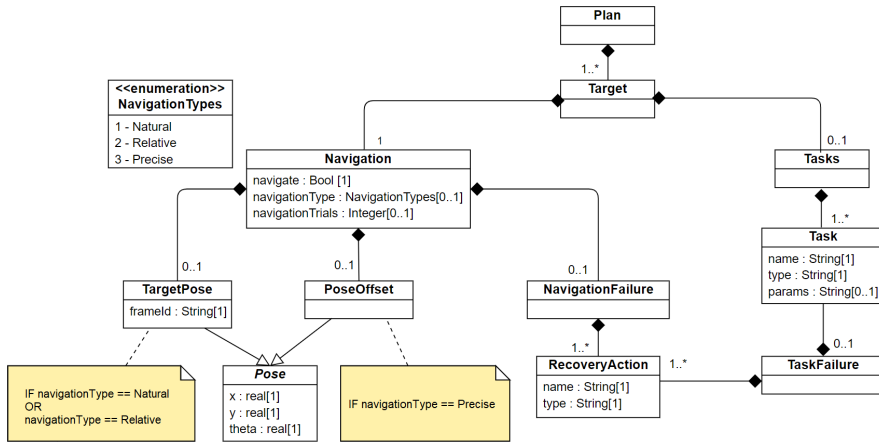 Plan
1..*
Target
<<enumeration>>
NavigationTypes
1 - Natural
2 - Relative
3 - Precise
1
0..1
Navigation
navigate : Bool [1]
navigationType : NavigationTypes[0..1]
navigationTrials : Integer[0..1]
Tasks
1..*
Task
name : String[1]
type : String[1]
params : String[0..1]
0..1
0..1
0..1
TargetPose
frameId : String[1]
PoseOffset
NavigationFailure
1..*
0..1
IF navigationType == Natural
OR
navigationType == Relative
Pose
x : real[1]
y : real[1]
theta : real[1]
IF navigationType == Precise
RecoveryAction
name : String[1]
type : String[1]
1..*
TaskFailure